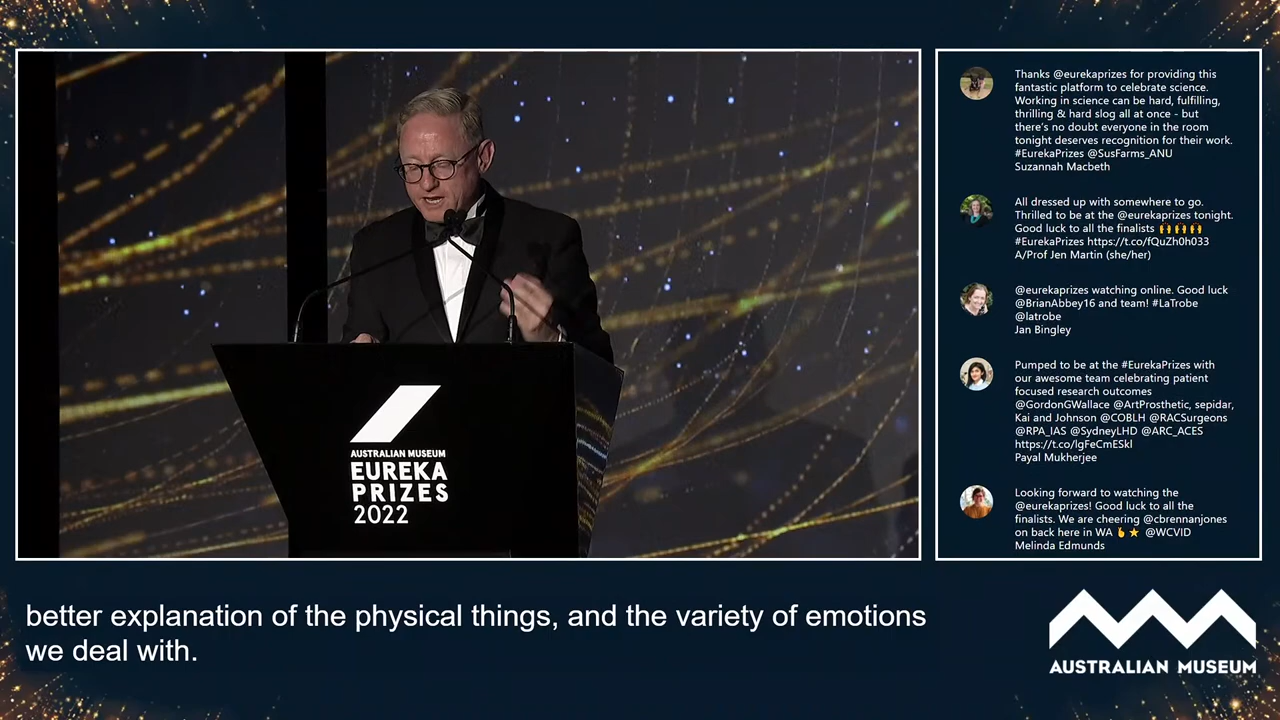 AUSTRALIAN MUSEUM
EUREKA
PRIZES
2022
Thanks @eurekaprizes for providing this
fantastic platform to celebrate science.
Working in science can be hard, fulfilling,
thrilling & hard slog all at once - but
there's no doubt everyone in the room
tonight deserves recognition for their work.
#EurekaPrizes @SusFarms_ANU
Suzannah Macbeth
All dressed up with somewhere to go.
Thrilled to be at the @eurekaprizes tonight.
Good luck to all the finalists 🙌🙌🙌
#EurekaPrizes https://t.co/fQuZh0h033
A/Prof Jen Martin (she/her)
@eurekaprizes watching online. Good luck
@BrianAbbey16 and team! #LaTrobe
@latrobe
Jan Bingley
Pumped to be at the #EurekaPrizes with
our awesome team celebrating patient
focused research outcomes
@GordonGWallace @ArtProsthetic, sepidar,
Kai and Johnson @COBLH @RACSurgeons
@RPA_IAS @SydneyLHD @ARC_ACES
https://t.co/lgFeCmESkl
Payal Mukherjee
Looking forward to watching the
@eurekaprizes! Good luck to all the
finalists. We are cheering @cbrennanjones
on back here in WA 💪⭐ @WCVID
Melinda Edmunds
better explanation of the physical things, and the variety of emotions
we deal with.
AUSTRALIAN MUSEUM